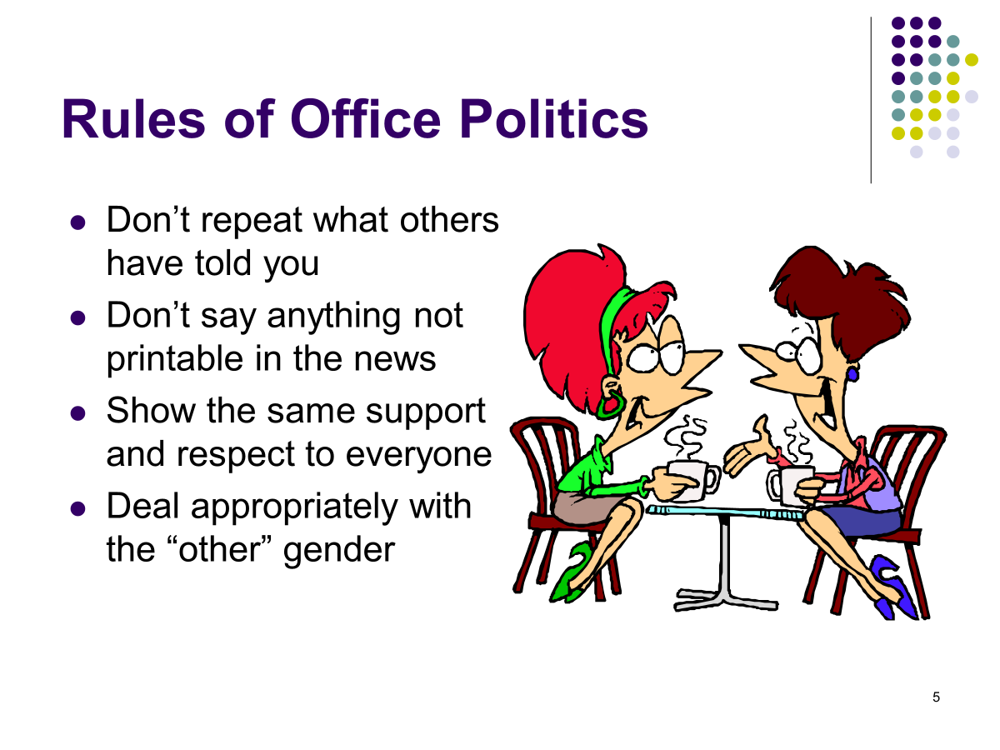 Rules of Office Politics
● Don’t repeat what others
have told you
● Don’t say anything not
printable in the news
● Show the same support
and respect to everyone
● Deal appropriately with
the “other” gender
5